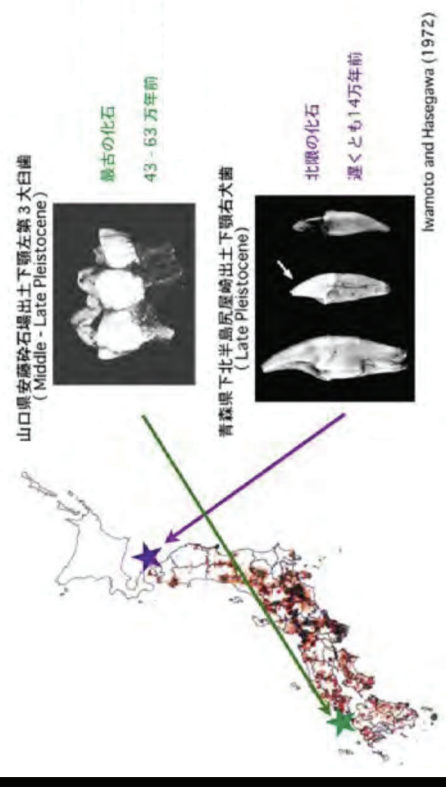 山口県安藤砕石場出土下顎左第3大臼歯
( Middle - Late Pleistocene)
最古の化石
43 - 63 万年前
青森県下北半島尻屋崎出土下顎右犬歯
( Late Pleistocene)
北限の化石
遅くとも14万年前
Iwamoto and Hasegawa (1972)